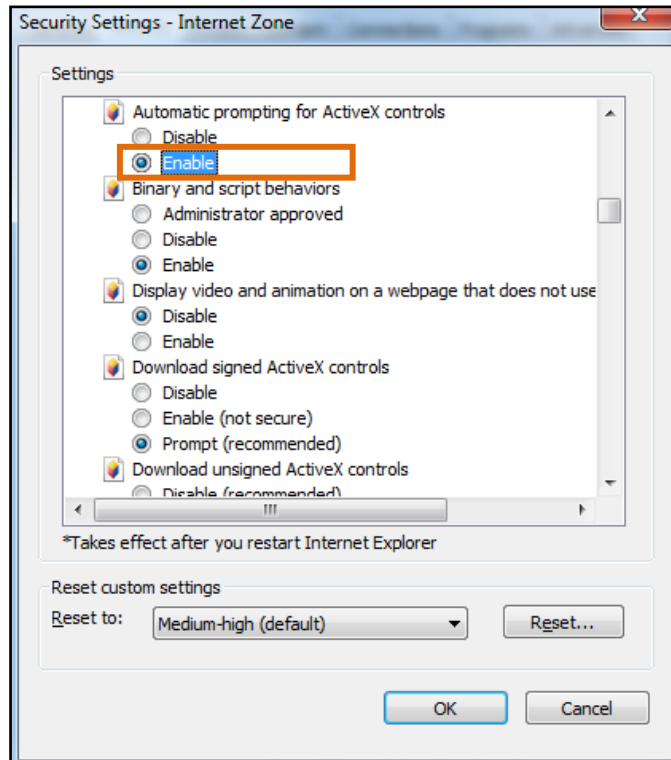 Security Settings - Internet Zone
Settings
Automatic prompting for ActiveX controls
Disable
Enable
Binary and script behaviors
Administrator approved
Disable
Enable
Display video and animation on a webpage that does not use
Disable
Enable
Download signed ActiveX controls
Disable
Enable (not secure)
Prompt (recommended)
Download unsigned ActiveX controls
Disable (recommended)
*Takes effect after you restart Internet Explorer
Reset custom settings
Reset to: Medium-high (default) Reset...
OK Cancel